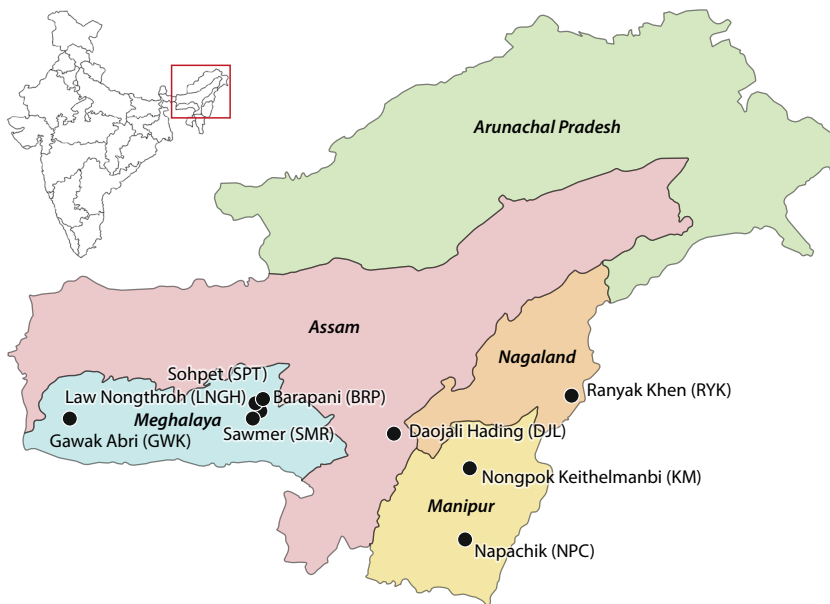 Arunachal Pradesh
Assam
Nagaland
Sohpet (SPT)
Ranyak Khen (RYK)
Law Nongthroh (LNGH)
Barapani (BRP)
Meghalaya
Sawmer (SMR)
Daojali Hading (DJL)
Gawak Abri (GWK)
Nongpok Keithelmanbi (KM)
Manipur
Napachik (NPC)